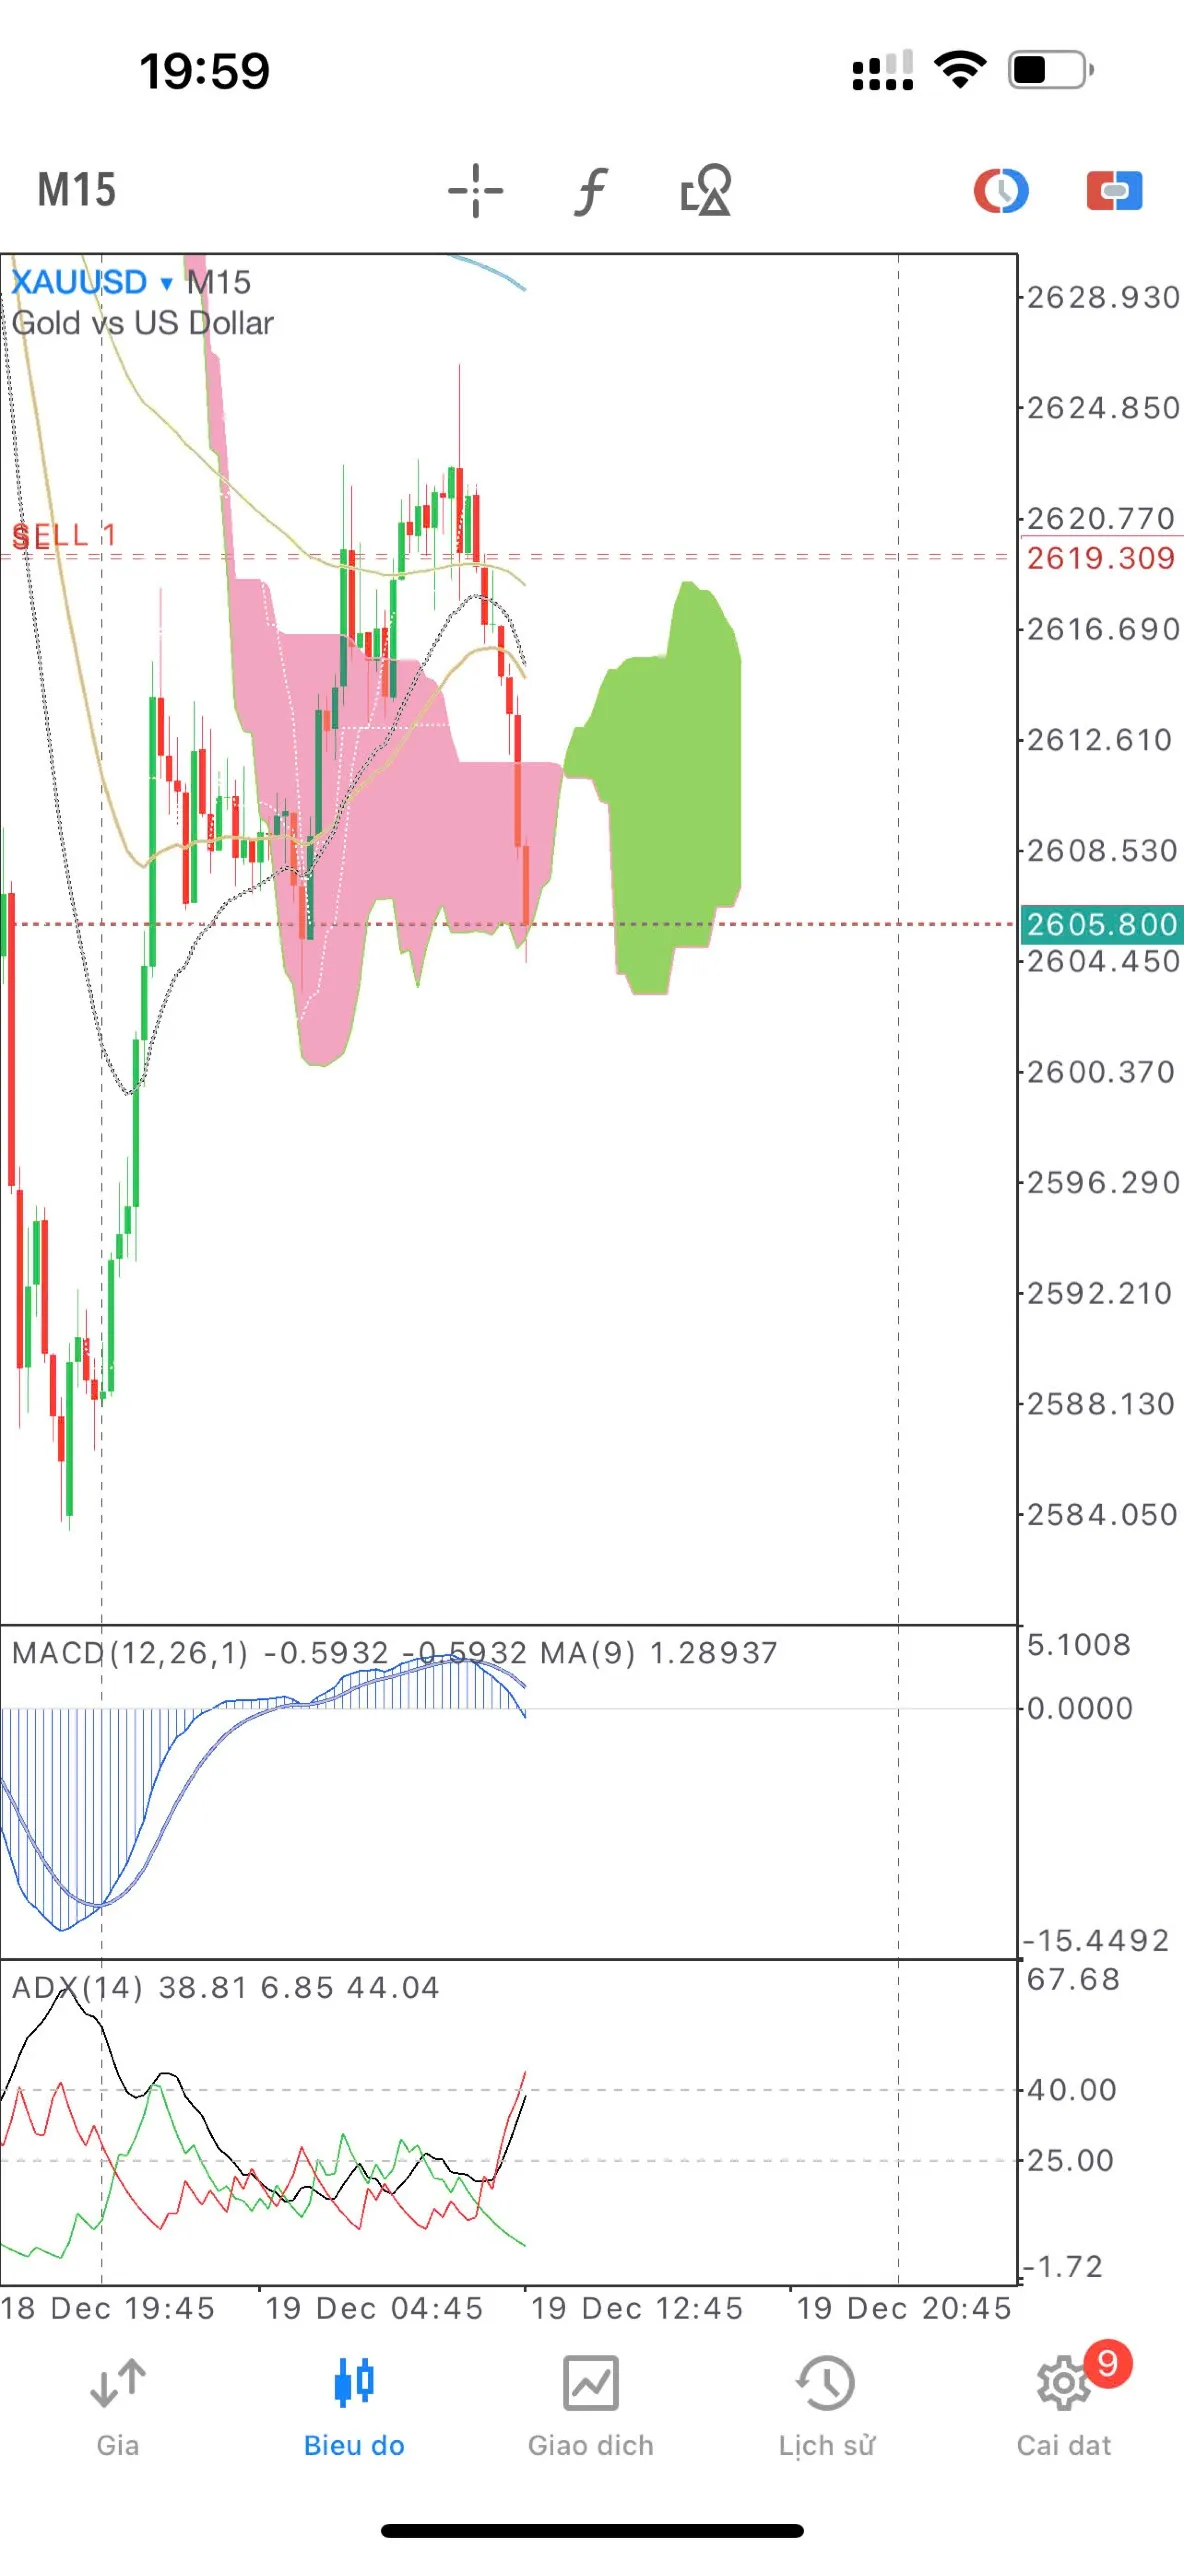 19:59
M15
XAUUSD ▾ M15
Gold vs US Dollar
SELL 1
2628.930
2624.850
2620.770
2619.309
2616.690
2612.610
2608.530
2605.800
2604.450
2600.370
2596.290
2592.210
2588.130
2584.050
MACD(12,26,1) -0.5932 -0.5932 MA(9) 1.28937
5.1008
0.0000
-15.4492
ADX(14) 38.81 6.85 44.04
67.68
40.00
25.00
-1.72
18 Dec 19:45 19 Dec 04:45 19 Dec 12:45 19 Dec 20:45
9
Gia Bieu do Giao dich Lịch sử Cai dat